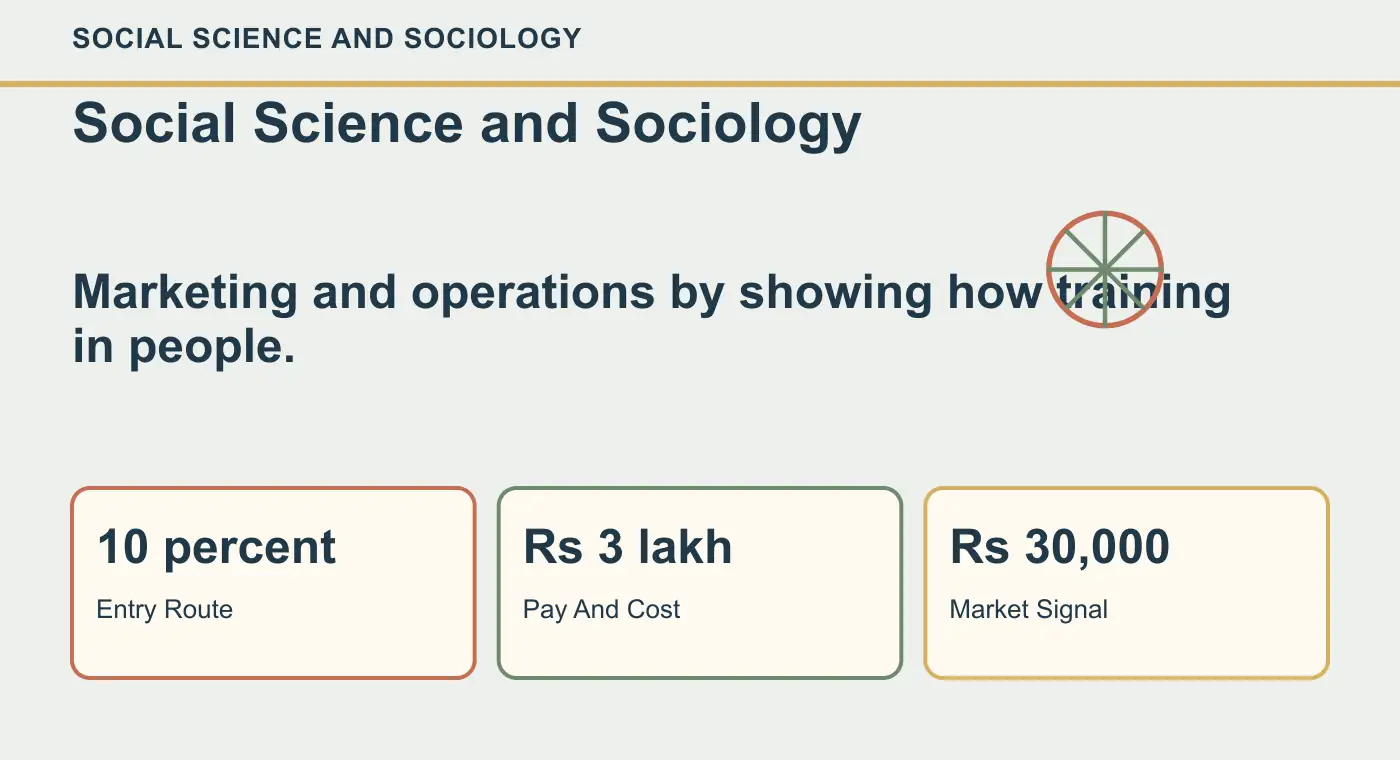 SOCIAL SCIENCE AND SOCIOLOGY
Social Science and Sociology
Marketing and operations by showing how training
in people.
10 percent
Entry Route
Rs 3 lakh
Pay And Cost
Rs 30,000
Market Signal